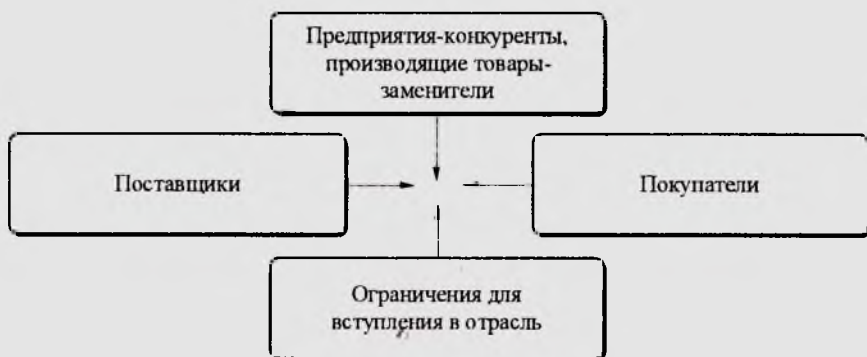 Предприятия-конкуренты,
производящие товары-
заменители
Поставщики
Покупатели
Ограничения для
вступления в отрасль